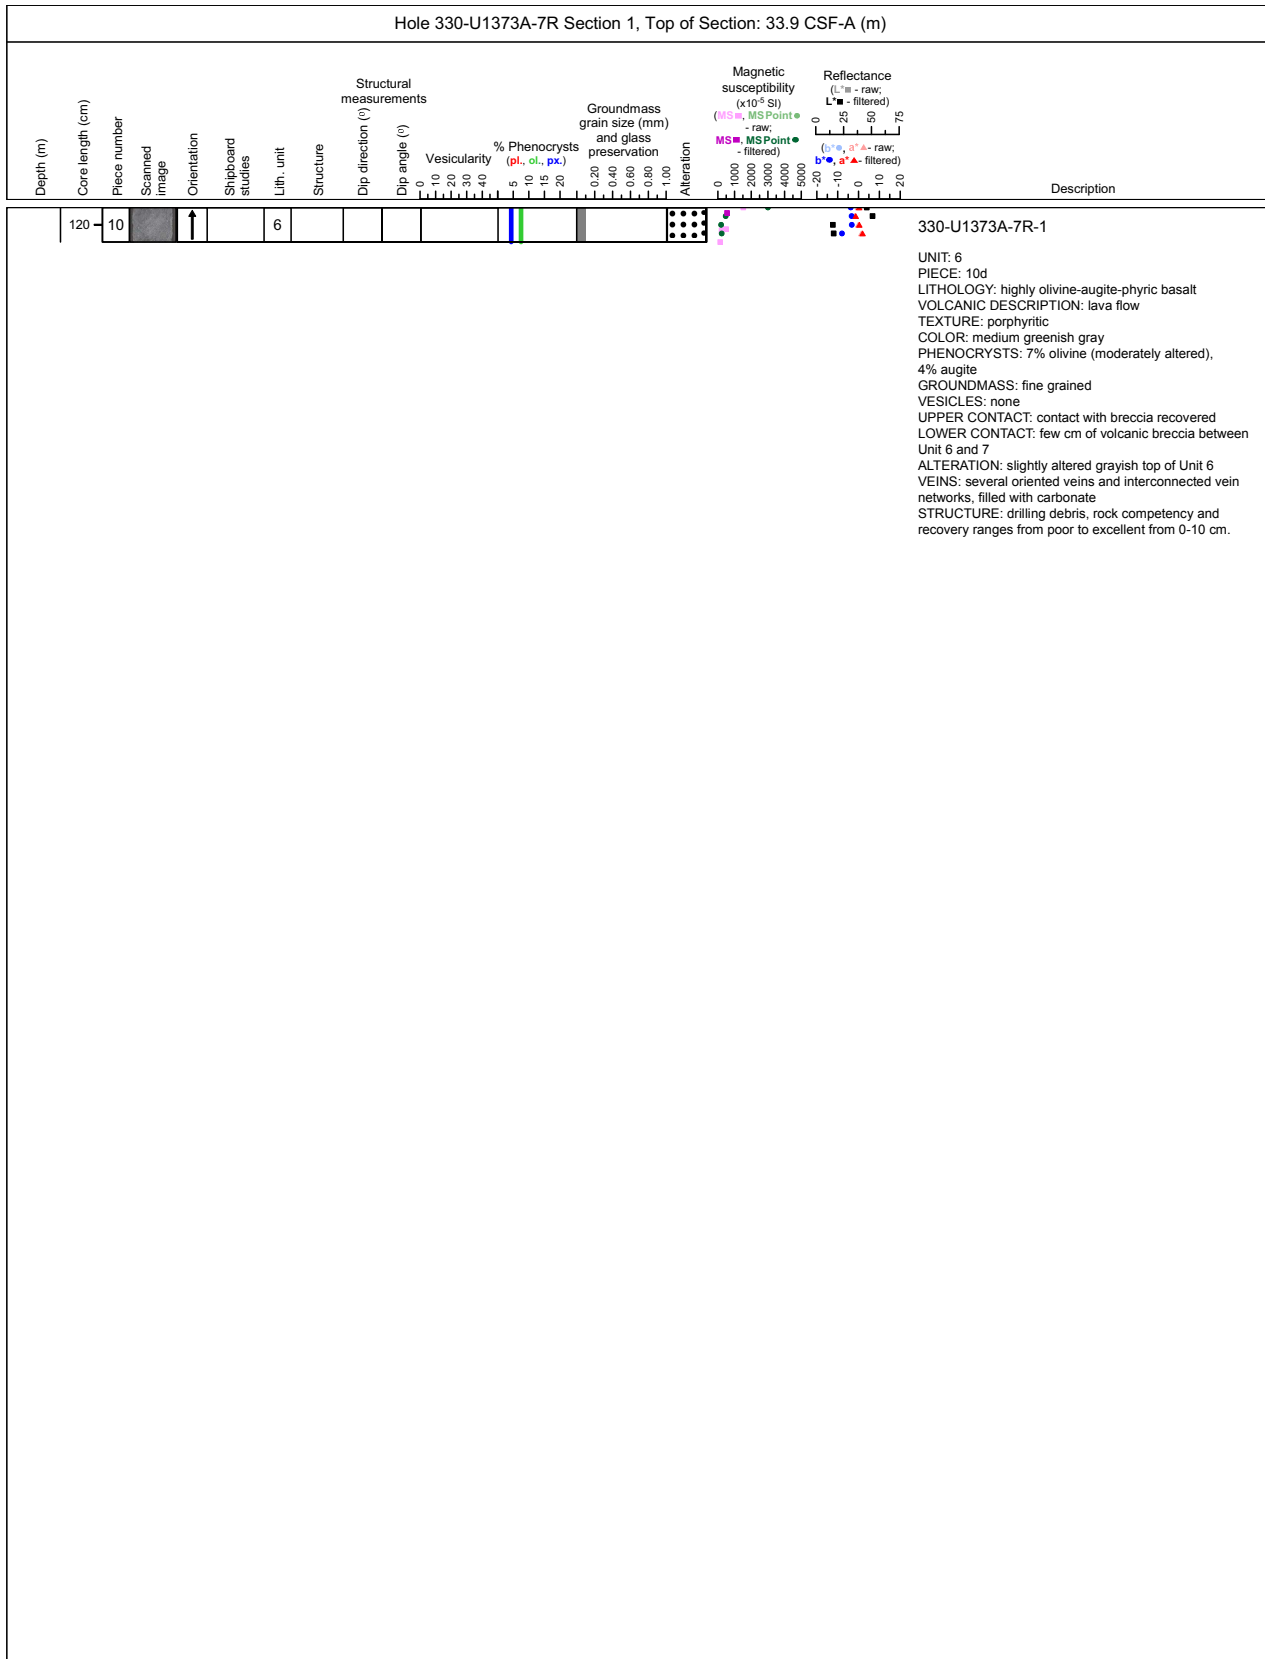 Hole 330-U1373A-7R Section 1, Top of Section: 33.9 CSF-A (m)
Depth (m)
Core length (cm)
Piece number
Scanned
image
Orientation
Shipboard
studies
Lith. unit
Structure
Structural
measurements
Dip direction (º)
Dip angle (º)
Vesicularity
0 10 20 30 40
% Phenocrysts
(pl., ol., px.)
5 10 15 20
Groundmass
grain size (mm)
and glass
preservation
0.20 0.40 0.60 0.80 1.00
Alteration
Magnetic
susceptibility
(x10⁻⁵ SI)
(MS■, MSPoint●
- raw;
MS■, MSPoint●
- filtered)
0 1000 2000 3000 4000 5000
Reflectance
(L*■ - raw;
L*■ - filtered)
0 25 50 75
(b*●, a*▲- raw;
b*●, a*▲- filtered)
-20 -10 0 10 20
Description
120 10 6
330-U1373A-7R-1
UNIT: 6
PIECE: 10d
LITHOLOGY: highly olivine-augite-phyric basalt
VOLCANIC DESCRIPTION: lava flow
TEXTURE: porphyritic
COLOR: medium greenish gray
PHENOCRYSTS: 7% olivine (moderately altered),
4% augite
GROUNDMASS: fine grained
VESICLES: none
UPPER CONTACT: contact with breccia recovered
LOWER CONTACT: few cm of volcanic breccia between
Unit 6 and 7
ALTERATION: slightly altered grayish top of Unit 6
VEINS: several oriented veins and interconnected vein
networks, filled with carbonate
STRUCTURE: drilling debris, rock competency and
recovery ranges from poor to excellent from 0-10 cm.